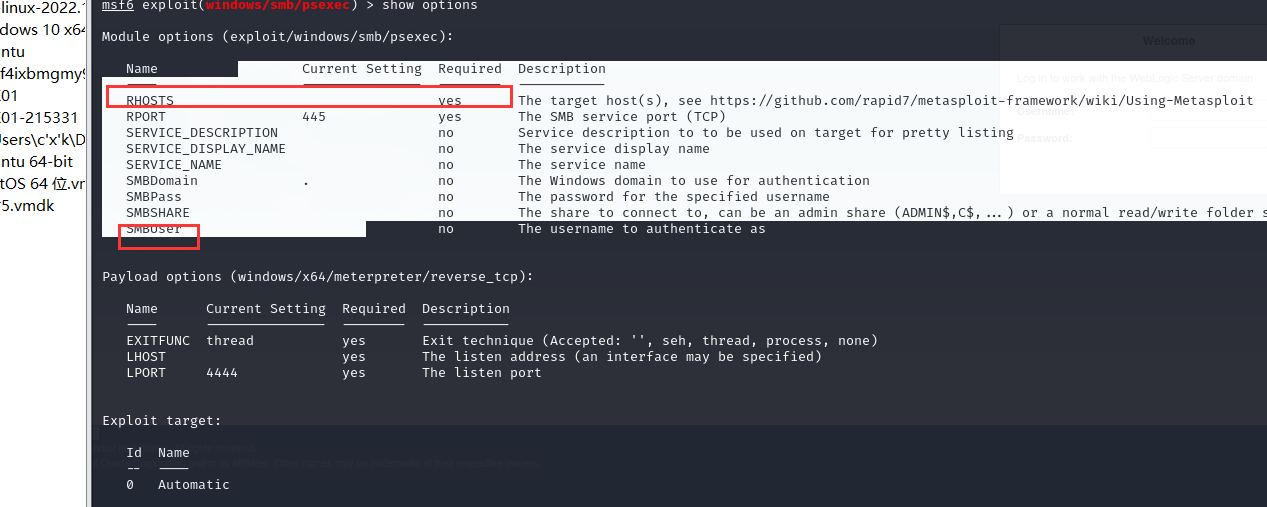 -linux-2022.1
dows 10 x64
ntu
f4ixbmgmy9
E01
E01-215331
sers\c'x'k\D
ntu 64-bit
tOS 64 位.vm
r5.vmdk
msf6 exploit(windows/smb/psexec) > show options
Module options (exploit/windows/smb/psexec):
Name Current Setting Required Description
RHOSTS yes The target host(s), see https://github.com/rapid7/metasploit-framework/wiki/Using-Metasploit
RPORT 445 yes The SMB service port (TCP)
SERVICE_DESCRIPTION no Service description to to be used on target for pretty listing
SERVICE_DISPLAY_NAME no The service display name
SERVICE_NAME no The service name
SMBDomain . no The Windows domain to use for authentication
SMBPass no The password for the specified username
SMBSHARE no The share to connect to, can be an admin share (ADMIN$,C$,...) or a normal read/write folder s
SMBUser no The username to authenticate as
Payload options (windows/x64/meterpreter/reverse_tcp):
Name Current Setting Required Description
EXITFUNC thread yes Exit technique (Accepted: '', seh, thread, process, none)
LHOST yes The listen address (an interface may be specified)
LPORT 4444 yes The listen port
Exploit target:
Id Name
-- ----
0 Automatic
Welcome
Log in to work with the WebLogic Server domain
Username:
Password: